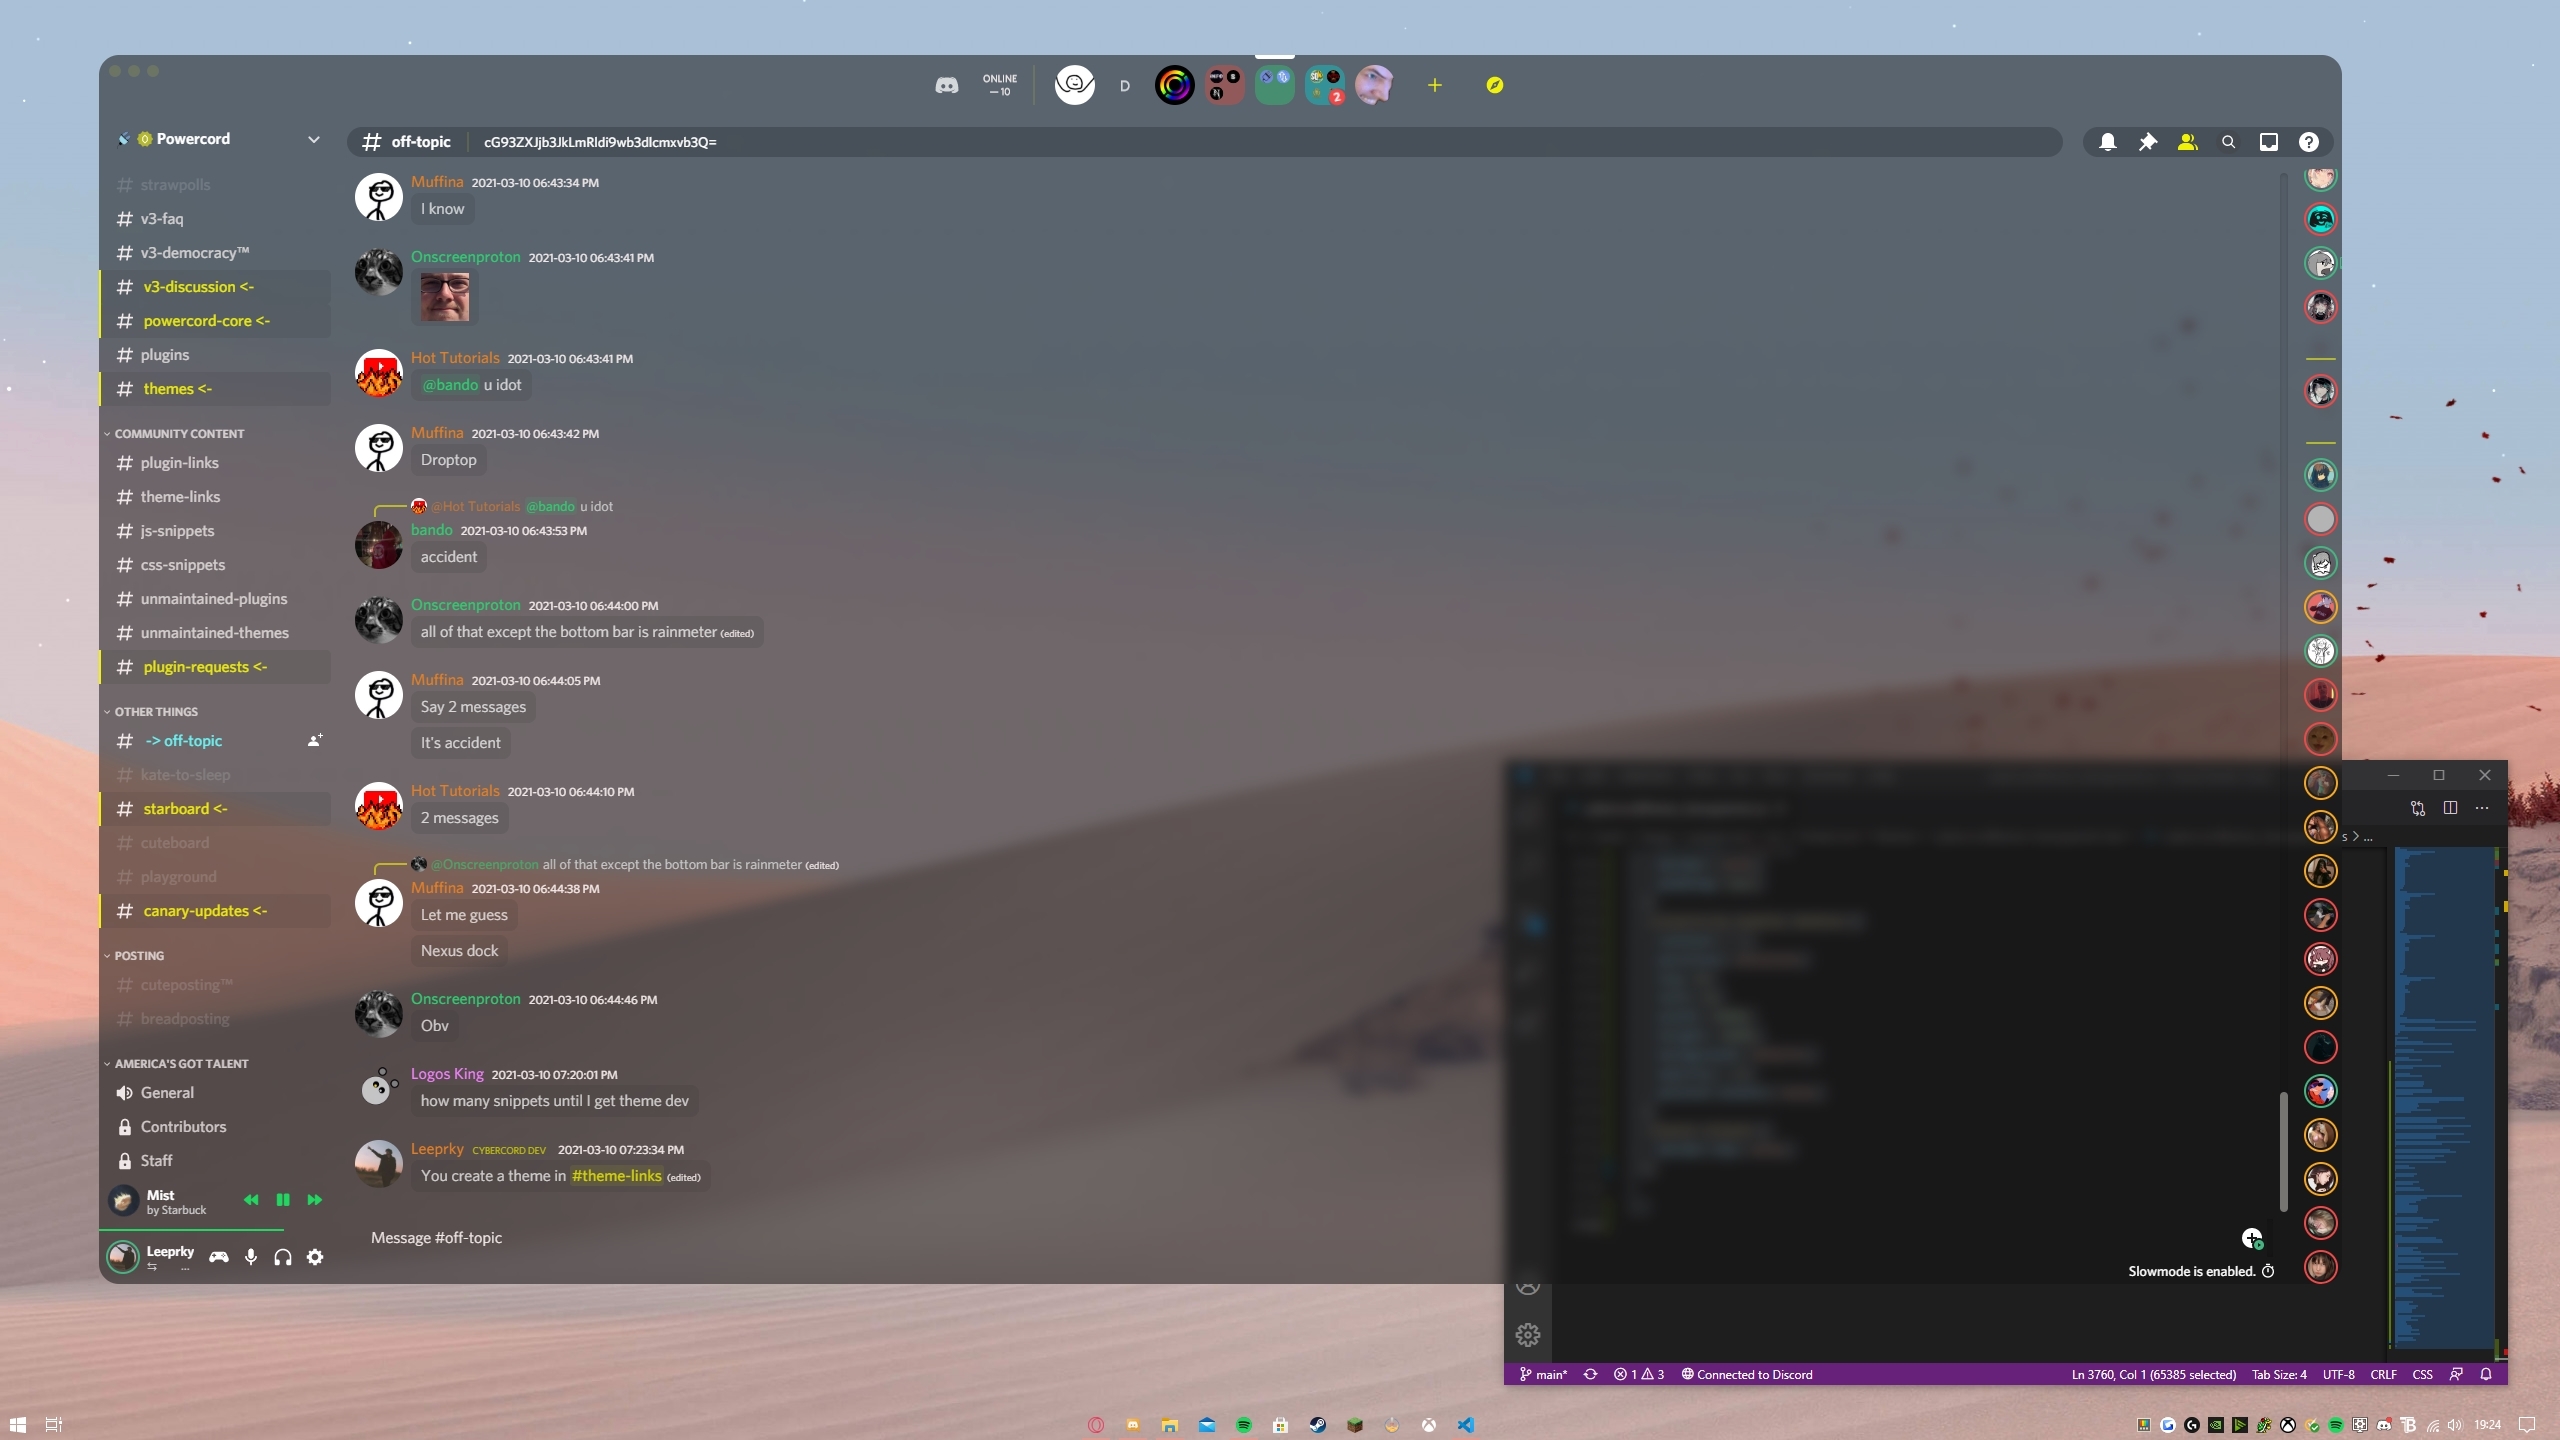 ONLINE
— 10
D
2
Powercord
off-topic
cG93ZXJjb3JkLmRldi9wb3dlcmxvb3Q=
strawpolls
v3-faq
v3-democracy™
v3-discussion <-
powercord-core <-
plugins
themes <-
COMMUNITY CONTENT
plugin-links
theme-links
js-snippets
css-snippets
unmaintained-plugins
unmaintained-themes
plugin-requests <-
OTHER THINGS
-> off-topic
kate-to-sleep
starboard <-
cuteboard
playground
canary-updates <-
POSTING
cuteposting™
breadposting
AMERICA'S GOT TALENT
General
Contributors
Staff
Mist
by Starbuck
Leeprky
...
Muffina 2021-03-10 06:43:34 PM
I know
Onscreenproton 2021-03-10 06:43:41 PM
Hot Tutorials 2021-03-10 06:43:41 PM
@bando u idot
Muffina 2021-03-10 06:43:42 PM
Droptop
@Hot Tutorials @bando u idot
bando 2021-03-10 06:43:53 PM
accident
Onscreenproton 2021-03-10 06:44:00 PM
all of that except the bottom bar is rainmeter (edited)
Muffina 2021-03-10 06:44:05 PM
Say 2 messages
It's accident
Hot Tutorials 2021-03-10 06:44:10 PM
2 messages
@Onscreenproton all of that except the bottom bar is rainmeter (edited)
Muffina 2021-03-10 06:44:38 PM
Let me guess
Nexus dock
Onscreenproton 2021-03-10 06:44:46 PM
Obv
Logos King 2021-03-10 07:20:01 PM
how many snippets until I get theme dev
Leeprky CYBERCORD DEV 2021-03-10 07:23:34 PM
You create a theme in #theme-links (edited)
Message #off-topic
Slowmode is enabled.
s > ...
main* 1 3 Connected to Discord Ln 3760, Col 1 (65385 selected) Tab Size: 4 UTF-8 CRLF CSS
19:24